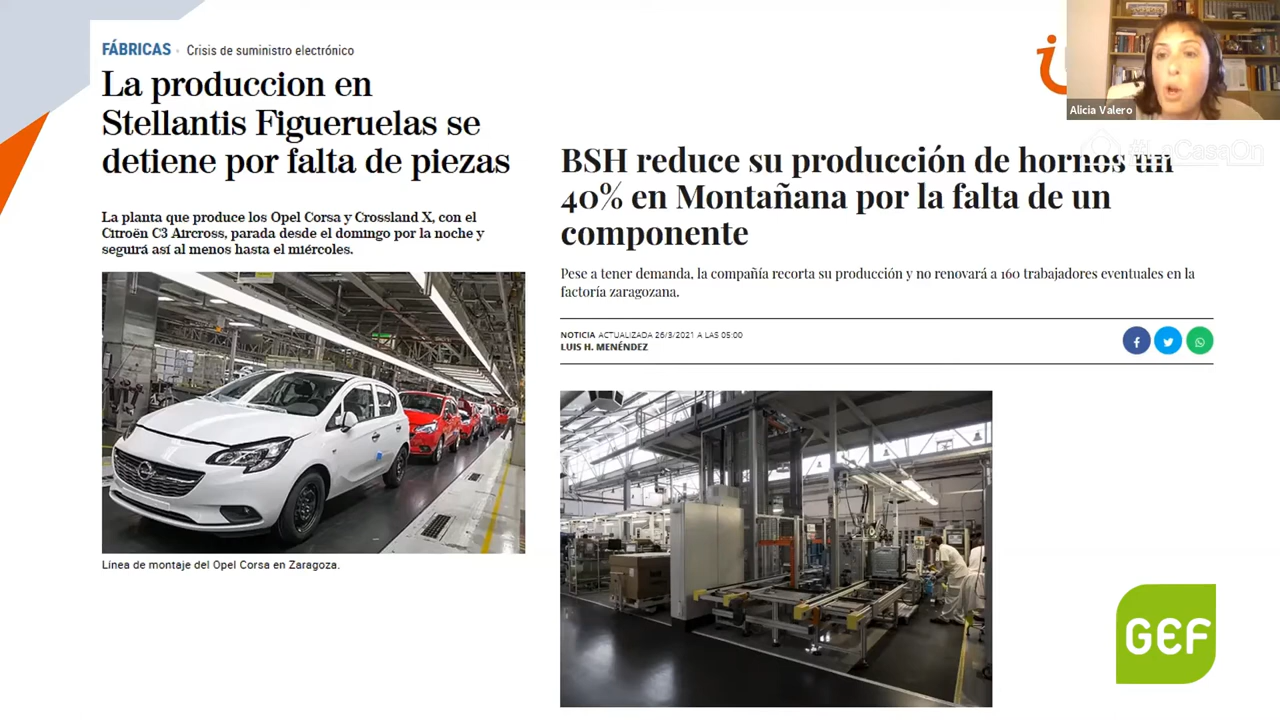 FÁBRICAS · Crisis de suministro electrónico
La produccion en
Stellantis Figueruelas se
detiene por falta de piezas
La planta que produce los Opel Corsa y Crossland X, con el
Citroën C3 Aircross, parada desde el domingo por la noche y
seguirá así al menos hasta el miércoles.
Línea de montaje del Opel Corsa en Zaragoza.
Alicia Valero
#LaCasqOn
BSH reduce su producción de hornos un
40% en Montañana por la falta de un
componente
Pese a tener demanda, la compañía recorta su producción y no renovará a 160 trabajadores eventuales en la
factoría zaragozana.
NOTICIA ACTUALIZADA 26/3/2021 A LAS 05:00
LUIS H. MENÉNDEZ
GEF